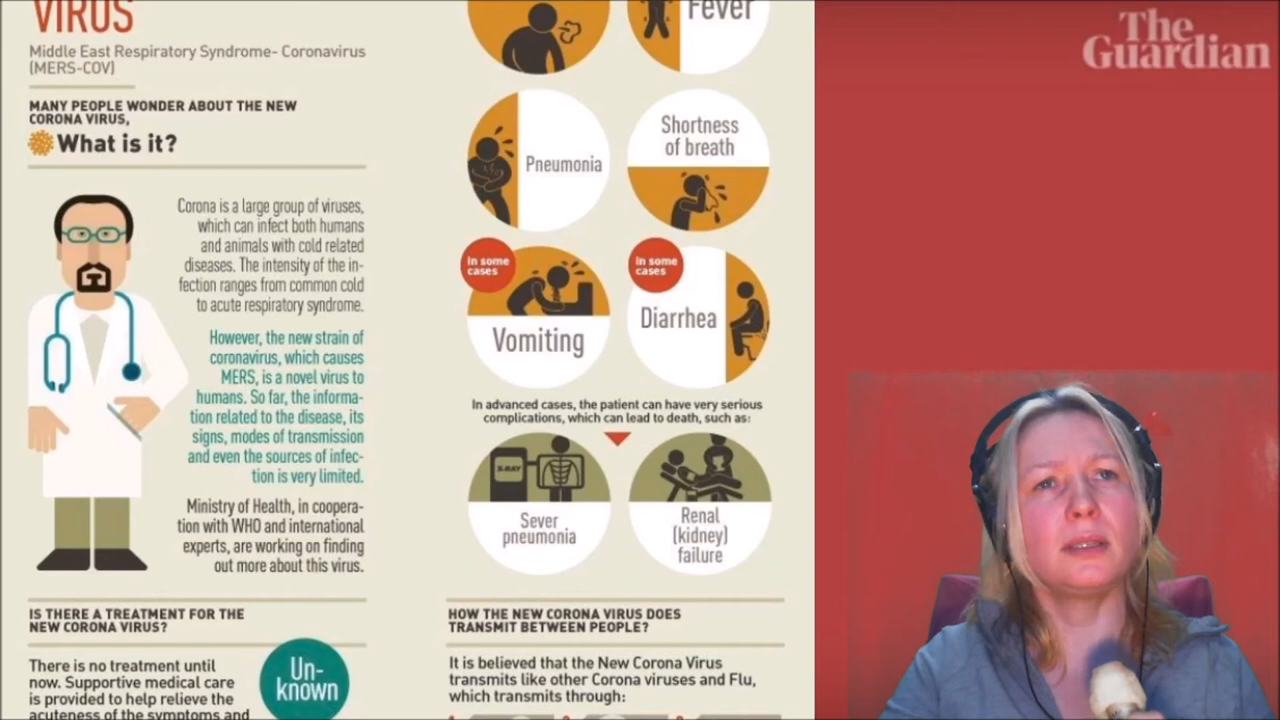 VIRUS
Middle East Respiratory Syndrome- Coronavirus
(MERS-COV)
MANY PEOPLE WONDER ABOUT THE NEW
CORONA VIRUS,
What is it?
Corona is a large group of viruses,
which can infect both humans
and animals with cold related
diseases. The intensity of the in-
fection ranges from common cold
to acute respiratory syndrome.
However, the new strain of
coronavirus, which causes
MERS, is a novel virus to
humans. So far, the informa-
tion related to the disease, its
signs, modes of transmission
and even the sources of infec-
tion is very limited.
Ministry of Health, in coopera-
tion with WHO and international
experts, are working on finding
out more about this virus.
IS THERE A TREATMENT FOR THE
NEW CORONA VIRUS?
There is no treatment until
now. Supportive medical care
is provided to help relieve the
acuteness of the symptoms and
Un-
known
Fever
Pneumonia
Shortness
of breath
In some
cases
Vomiting
In some
cases
Diarrhea
In advanced cases, the patient can have very serious
complications, which can lead to death, such as:
X-RAY
Sever
pneumonia
Renal
(kidney)
failure
HOW THE NEW CORONA VIRUS DOES
TRANSMIT BETWEEN PEOPLE?
It is believed that the New Corona Virus
transmits like other Corona viruses and Flu,
which transmits through:
The
Guardian